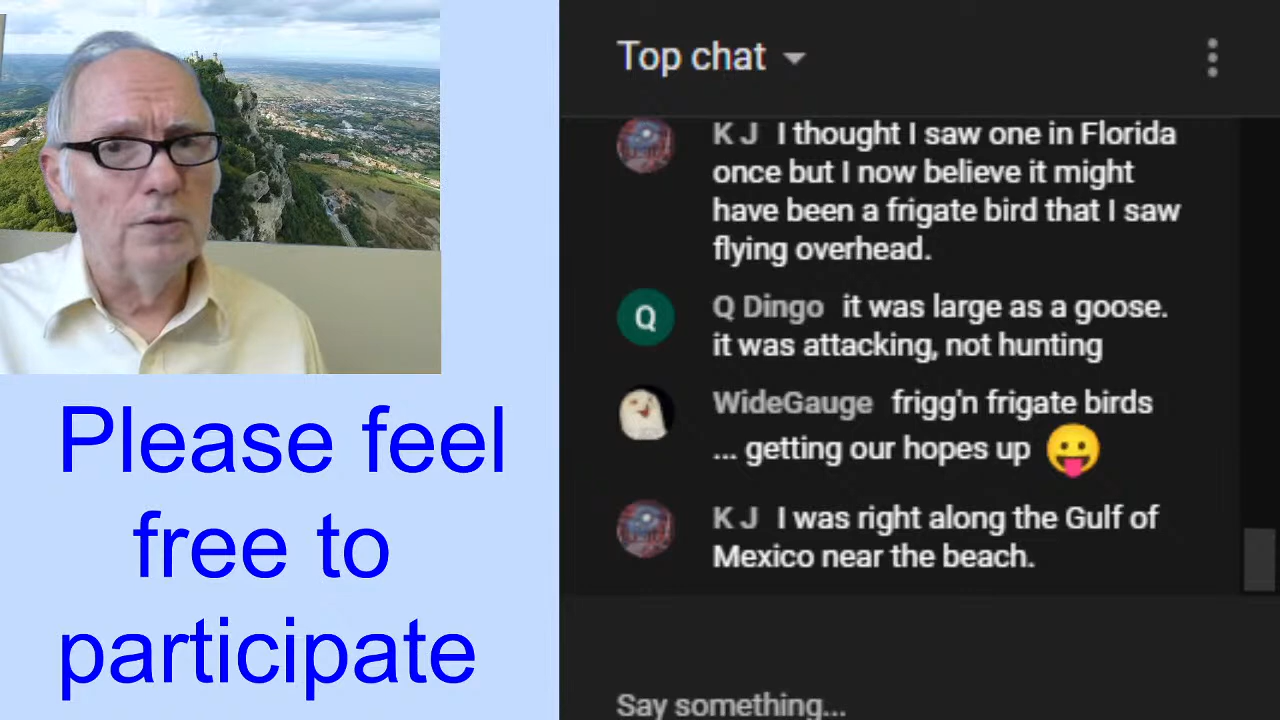 Please feel
free to
participate
Top chat
K J I thought I saw one in Florida
once but I now believe it might
have been a frigate bird that I saw
flying overhead.
Q
Q Dingo it was large as a goose.
it was attacking, not hunting
WideGauge frigg'n frigate birds
... getting our hopes up 😛
K J I was right along the Gulf of
Mexico near the beach.
Say something...